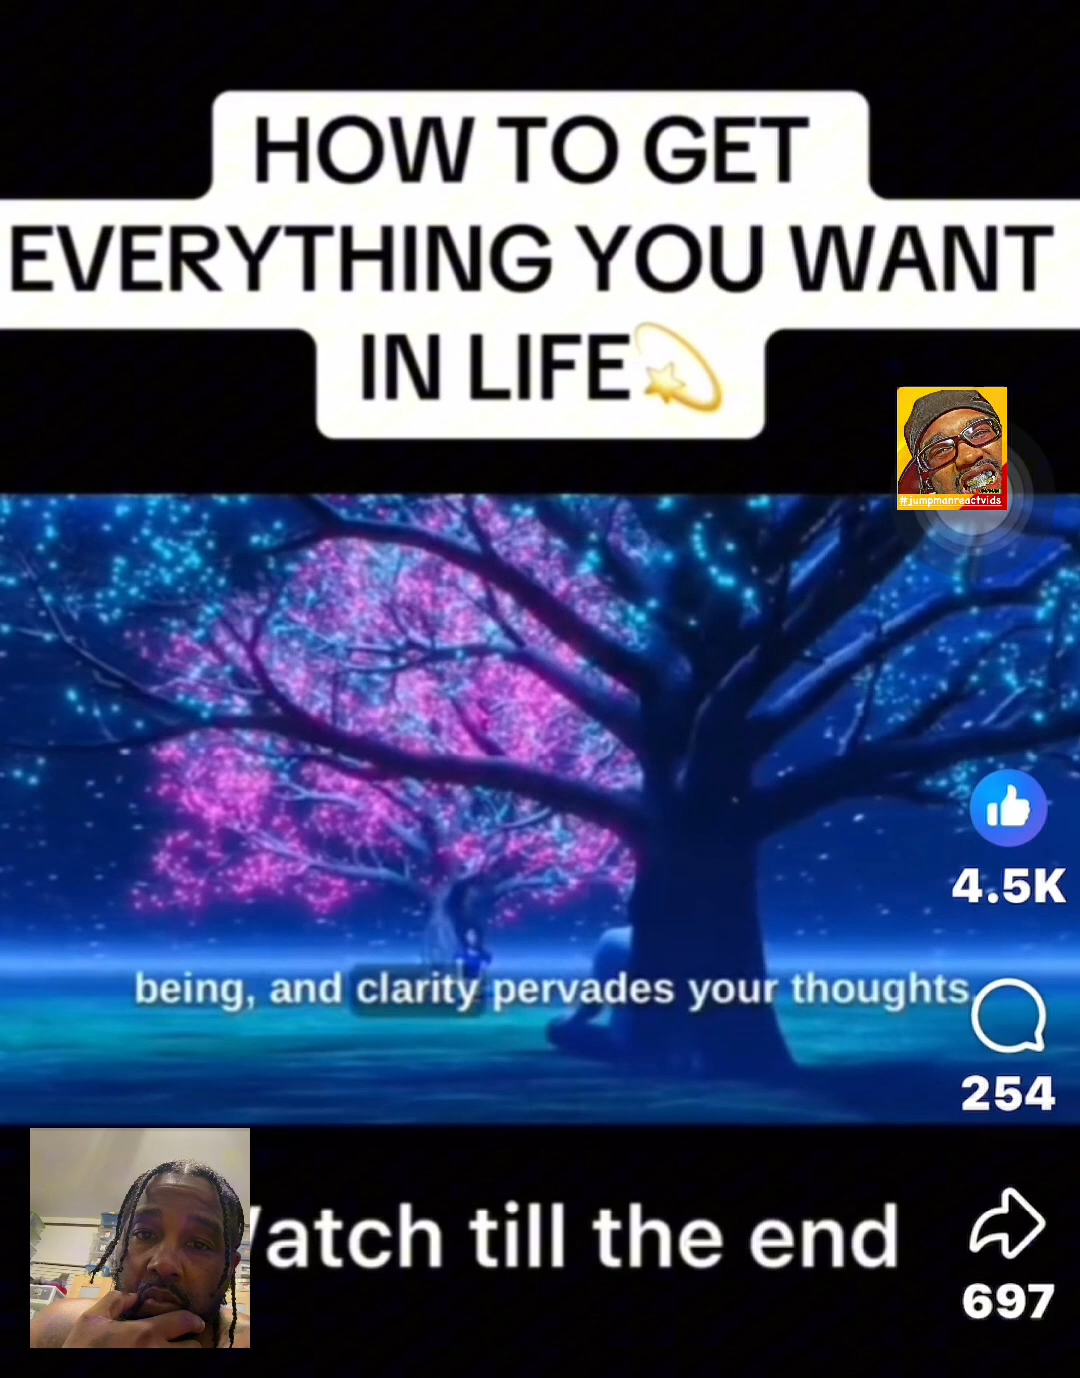 HOW TO GET
EVERYTHING YOU WANT
IN LIFE💫
#jumpmanreactvids
4.5K
being, and clarity pervades your thoughts.
254
atch till the end
697